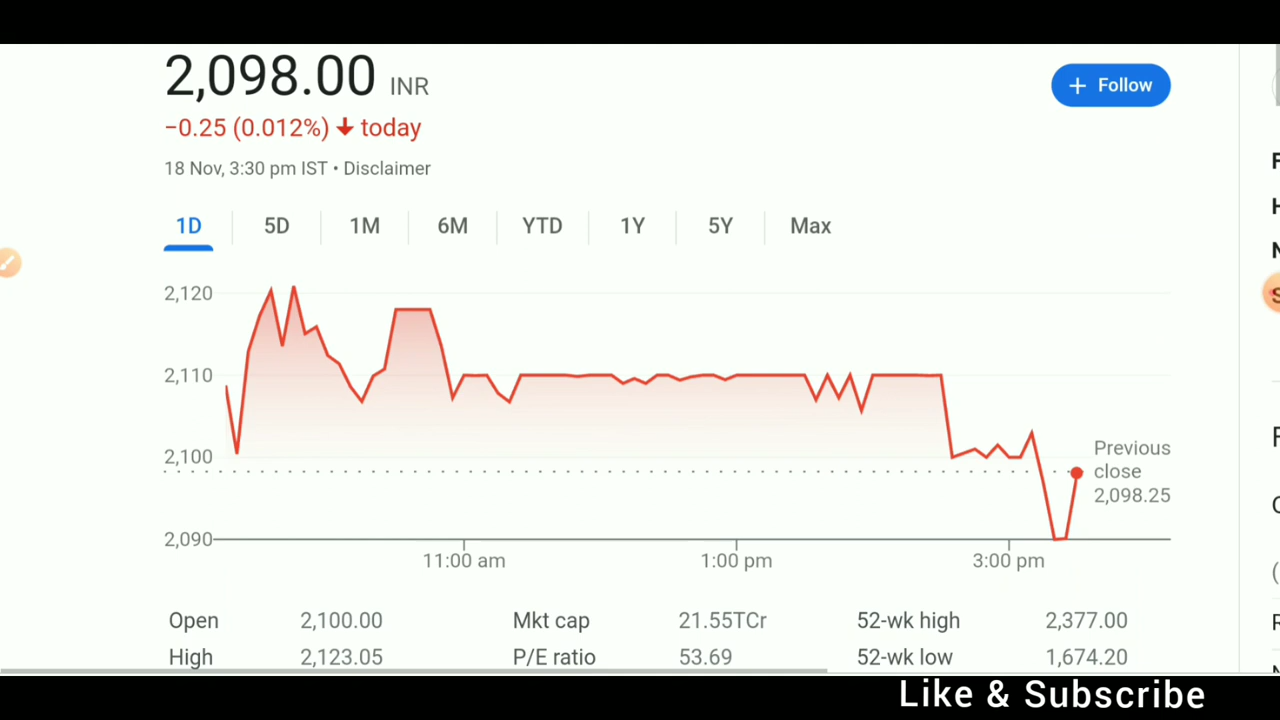 2,098.00 INR
+ Follow
−0.25 (0.012%) ↓ today
18 Nov, 3:30 pm IST • Disclaimer
1D 5D 1M 6M YTD 1Y 5Y Max
2,120
2,110
2,100
2,090
Previous
close
2,098.25
11:00 am 1:00 pm 3:00 pm
Open 2,100.00 Mkt cap 21.55TCr 52-wk high 2,377.00
High 2,123.05 P/E ratio 53.69 52-wk low 1,674.20
Like & Subscribe